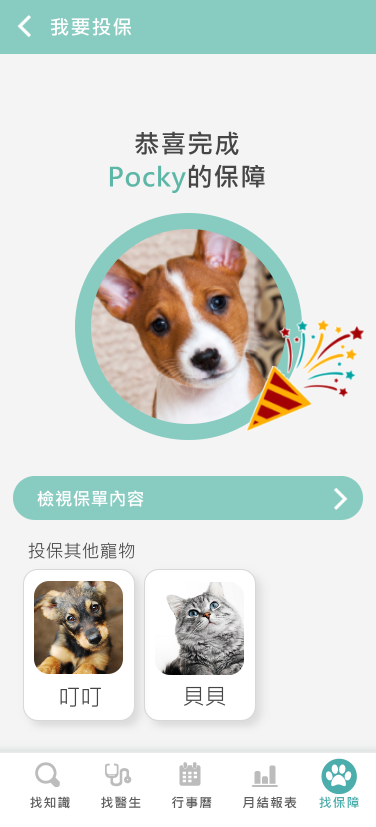 我要投保
恭喜完成
Pocky的保障
檢視保單內容
投保其他寵物
叮叮
貝貝
找知識
找醫生
行事曆
月結報表
找保障